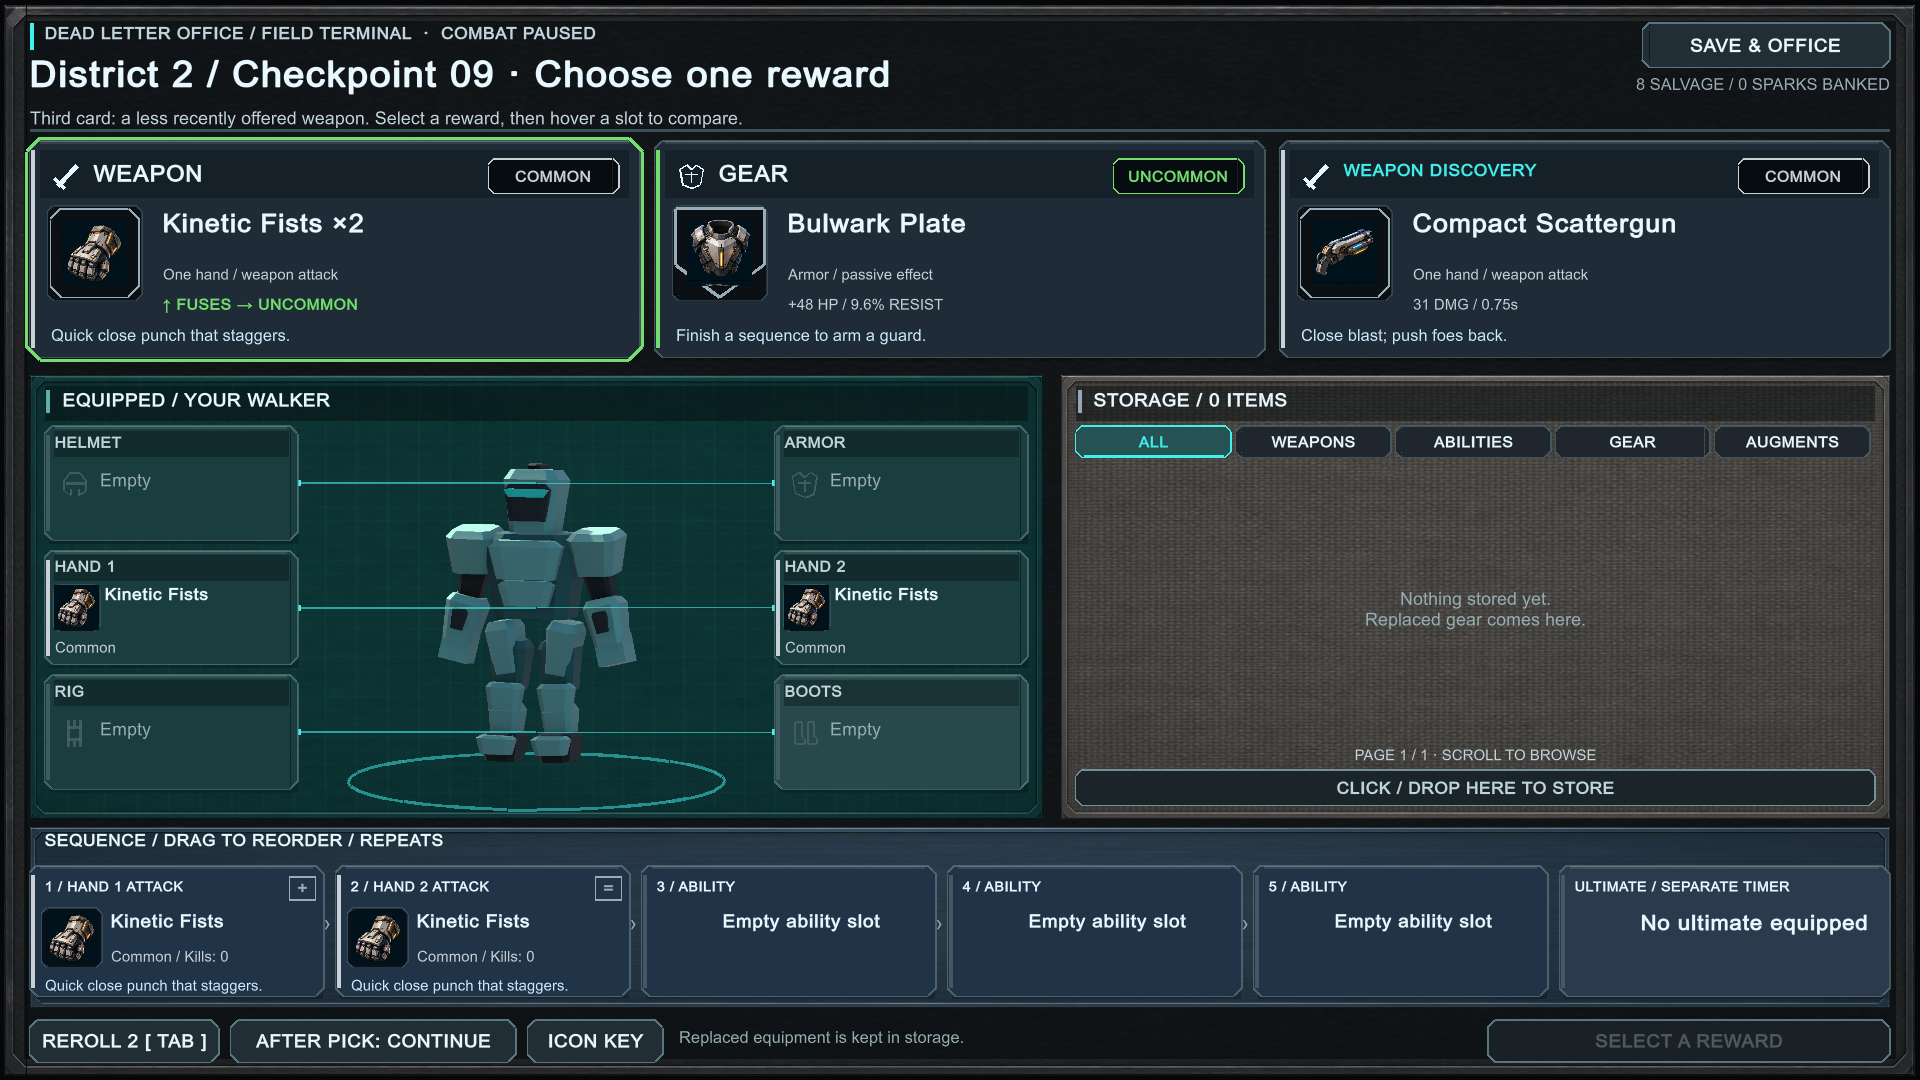 DEAD LETTER OFFICE / FIELD TERMINAL · COMBAT PAUSED
District 2 / Checkpoint 09 · Choose one reward
Third card: a less recently offered weapon. Select a reward, then hover a slot to compare.
SAVE & OFFICE
8 SALVAGE / 0 SPARKS BANKED
WEAPON
COMMON
Kinetic Fists ×2
One hand / weapon attack
↑ FUSES → UNCOMMON
Quick close punch that staggers.
GEAR
UNCOMMON
Bulwark Plate
Armor / passive effect
+48 HP / 9.6% RESIST
Finish a sequence to arm a guard.
WEAPON DISCOVERY
COMMON
Compact Scattergun
One hand / weapon attack
31 DMG / 0.75s
Close blast; push foes back.
EQUIPPED / YOUR WALKER
HELMET
Empty
ARMOR
Empty
HAND 1
Kinetic Fists
Common
HAND 2
Kinetic Fists
Common
RIG
Empty
BOOTS
Empty
STORAGE / 0 ITEMS
ALL
WEAPONS
ABILITIES
GEAR
AUGMENTS
Nothing stored yet.
Replaced gear comes here.
PAGE 1 / 1 · SCROLL TO BROWSE
CLICK / DROP HERE TO STORE
SEQUENCE / DRAG TO REORDER / REPEATS
1 / HAND 1 ATTACK
+
Kinetic Fists
Common / Kills: 0
Quick close punch that staggers.
2 / HAND 2 ATTACK
=
Kinetic Fists
Common / Kills: 0
Quick close punch that staggers.
3 / ABILITY
Empty ability slot
4 / ABILITY
Empty ability slot
5 / ABILITY
Empty ability slot
ULTIMATE / SEPARATE TIMER
No ultimate equipped
REROLL 2 [ TAB ]
AFTER PICK: CONTINUE
ICON KEY
Replaced equipment is kept in storage.
SELECT A REWARD